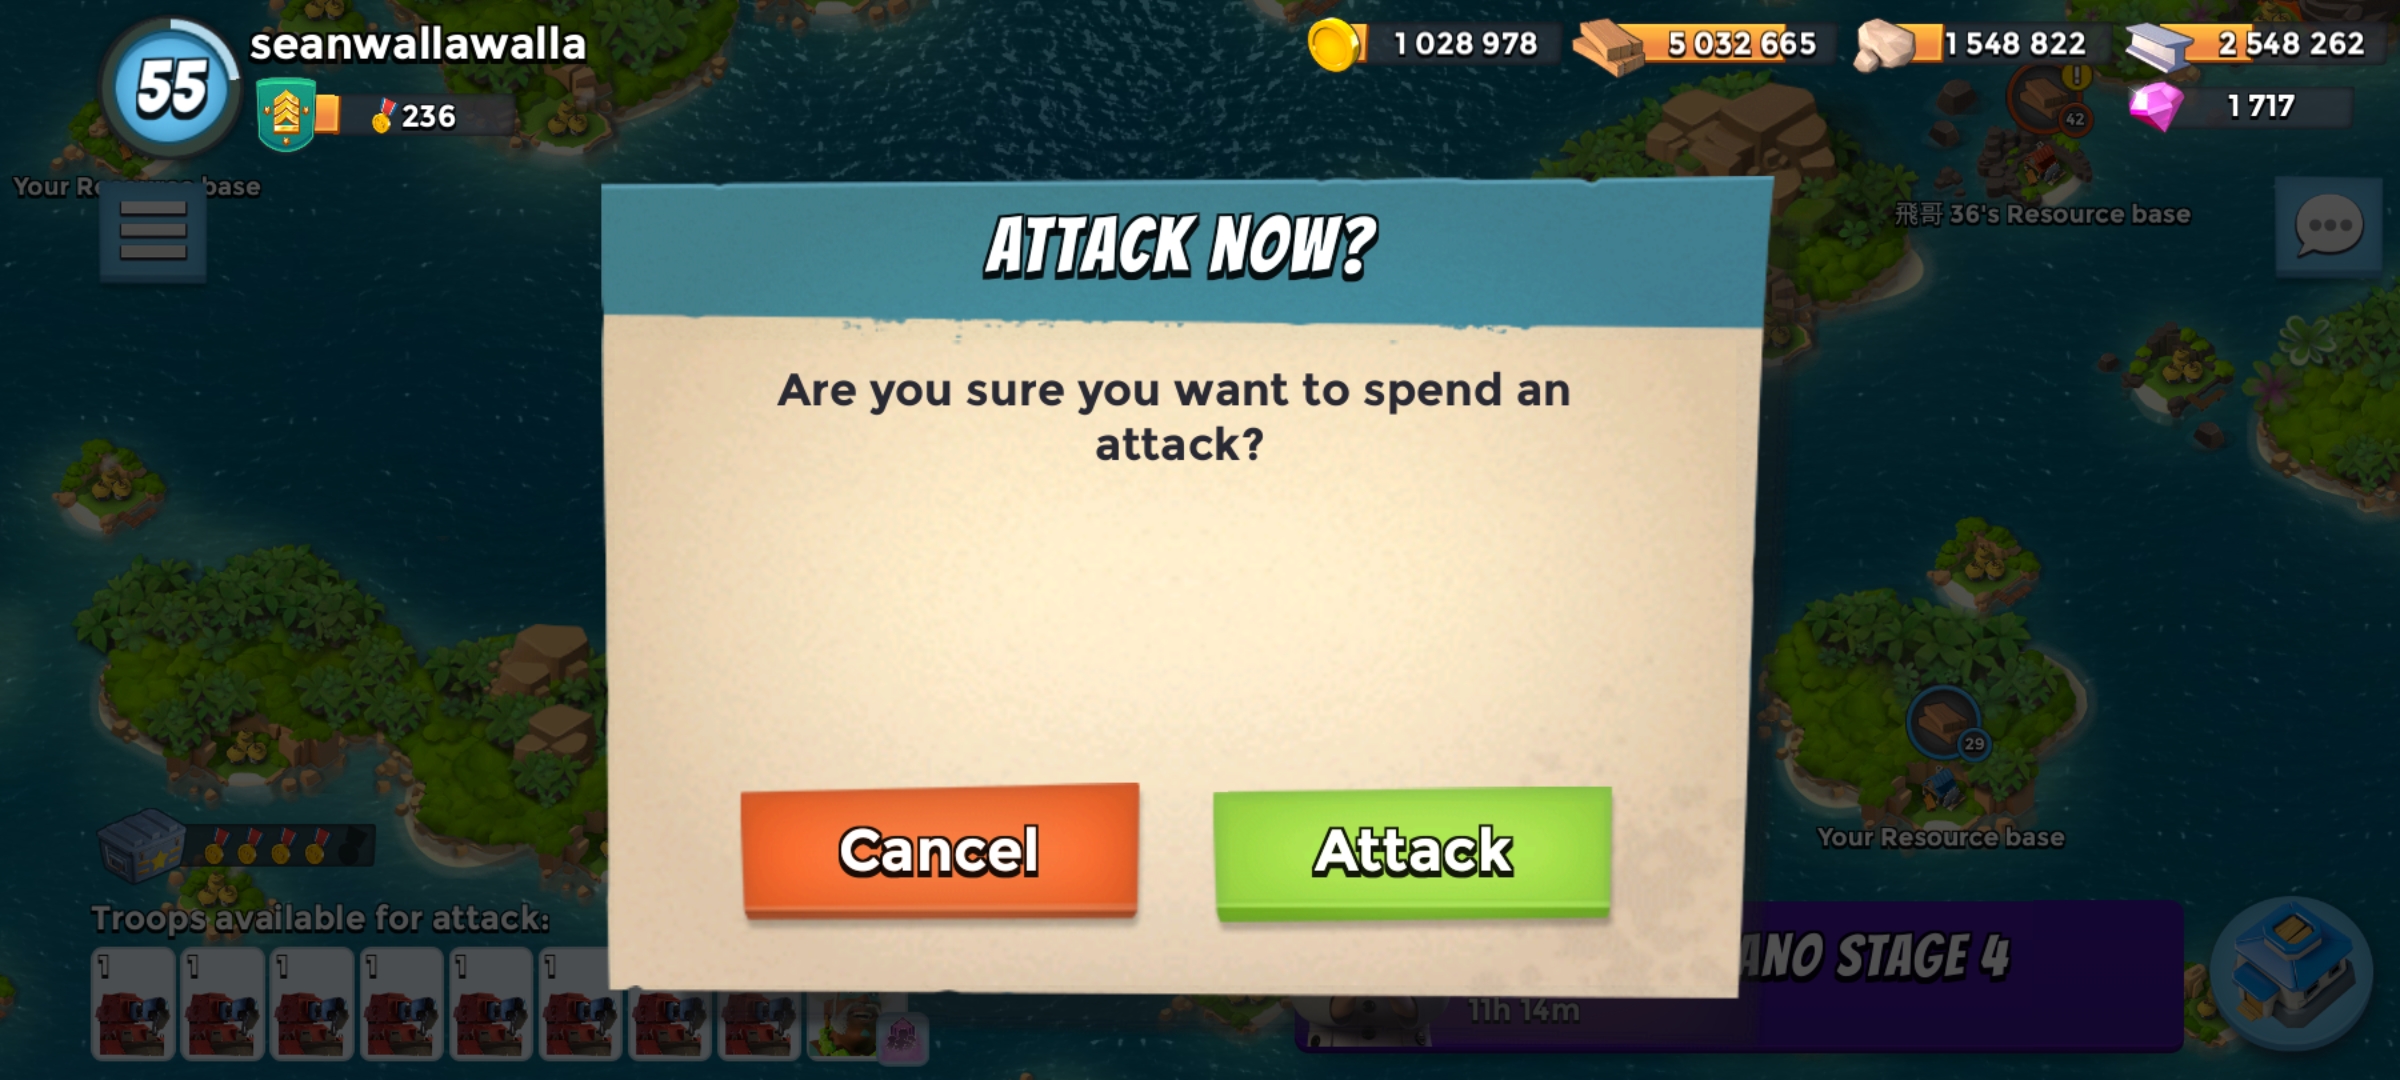 55
seanwallawalla
236
1 028 978
5 032 665
1 548 822
2 548 262
1 717
Your Resource base
42
飛哥 36's Resource base
ATTACK NOW?
Are you sure you want to spend an
attack?
Cancel
Attack
29
Your Resource base
Troops available for attack:
1
1
1
1
1
1
ANO STAGE 4
11h 14m